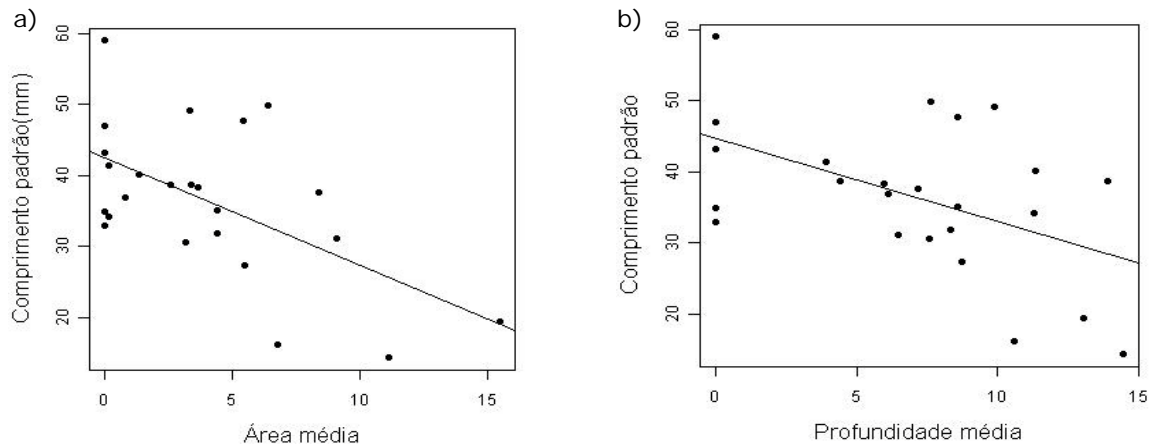 a)
60
50
40
30
20
Comprimento padrão(mm)
0 5 10 15
Área média
b)
60
50
40
30
20
Comprimento padrão
0 5 10 15
Profundidade média